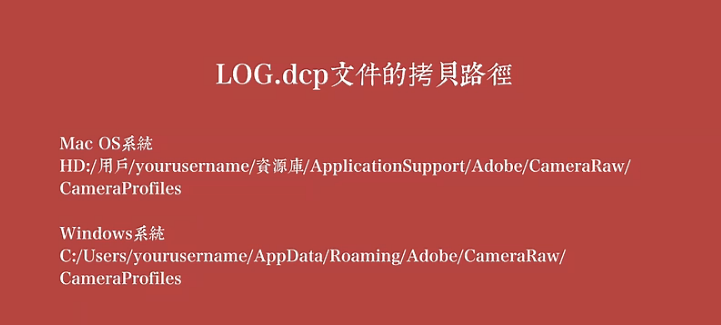 LOG.dcp文件的拷貝路徑
Mac OS系統
HD:/用戶/yourusername/資源庫/ApplicationSupport/Adobe/CameraRaw/
CameraProfiles
Windows系統
C:/Users/yourusername/AppData/Roaming/Adobe/CameraRaw/
CameraProfiles